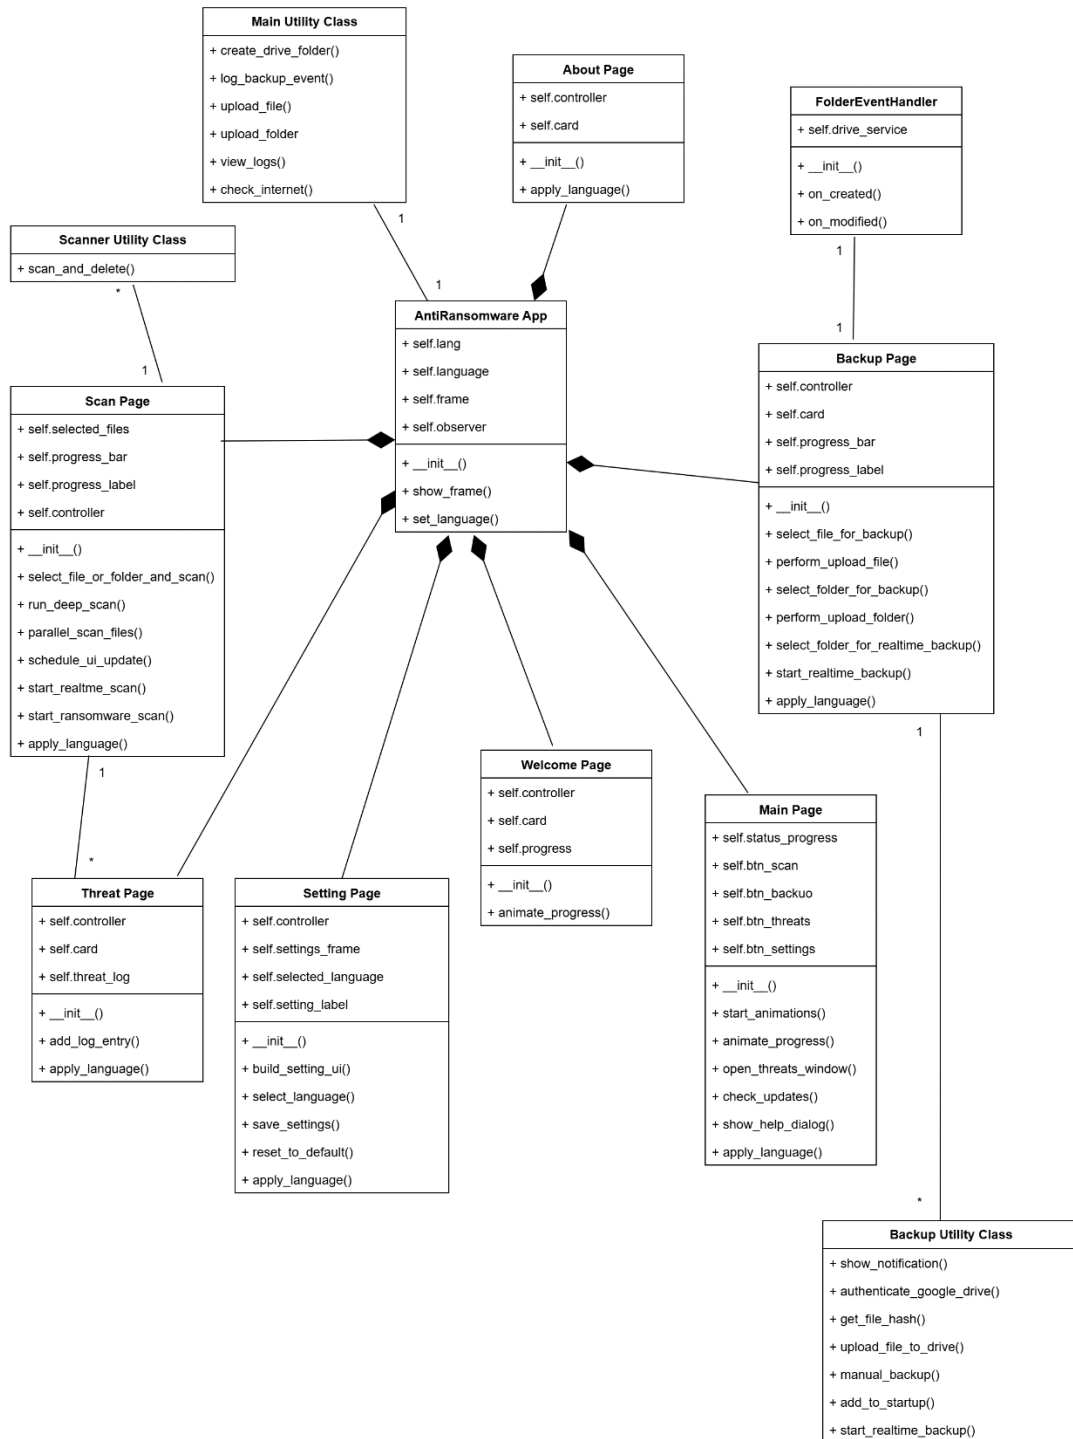 Main Utility Class
+ create_drive_folder()
+ log_backup_event()
+ upload_file()
+ upload_folder
+ view_logs()
+ check_internet()
1
1
About Page
+ self.controller
+ self.card
+ __init__()
+ apply_language()
FolderEventHandler
+ self.drive_service
+ __init__()
+ on_created()
+ on_modified()
1
1
Scanner Utility Class
+ scan_and_delete()
*
1
AntiRansomware App
+ self.lang
+ self.language
+ self.frame
+ self.observer
+ __init__()
+ show_frame()
+ set_language()
Scan Page
+ self.selected_files
+ self.progress_bar
+ self.progress_label
+ self.controller
+ __init__()
+ select_file_or_folder_and_scan()
+ run_deep_scan()
+ parallel_scan_files()
+ schedule_ui_update()
+ start_realtme_scan()
+ start_ransomware_scan()
+ apply_language()
1
*
Backup Page
+ self.controller
+ self.card
+ self.progress_bar
+ self.progress_label
+ __init__()
+ select_file_for_backup()
+ perform_upload_file()
+ select_folder_for_backup()
+ perform_upload_folder()
+ select_folder_for_realtime_backup()
+ start_realtime_backup()
+ apply_language()
1
*
Threat Page
+ self.controller
+ self.card
+ self.threat_log
+ __init__()
+ add_log_entry()
+ apply_language()
Setting Page
+ self.controller
+ self.settings_frame
+ self.selected_language
+ self.setting_label
+ __init__()
+ build_setting_ui()
+ select_language()
+ save_settings()
+ reset_to_default()
+ apply_language()
Welcome Page
+ self.controller
+ self.card
+ self.progress
+ __init__()
+ animate_progress()
Main Page
+ self.status_progress
+ self.btn_scan
+ self.btn_backuo
+ self.btn_threats
+ self.btn_settings
+ __init__()
+ start_animations()
+ animate_progress()
+ open_threats_window()
+ check_updates()
+ show_help_dialog()
+ apply_language()
Backup Utility Class
+ show_notification()
+ authenticate_google_drive()
+ get_file_hash()
+ upload_file_to_drive()
+ manual_backup()
+ add_to_startup()
+ start_realtime_backup()